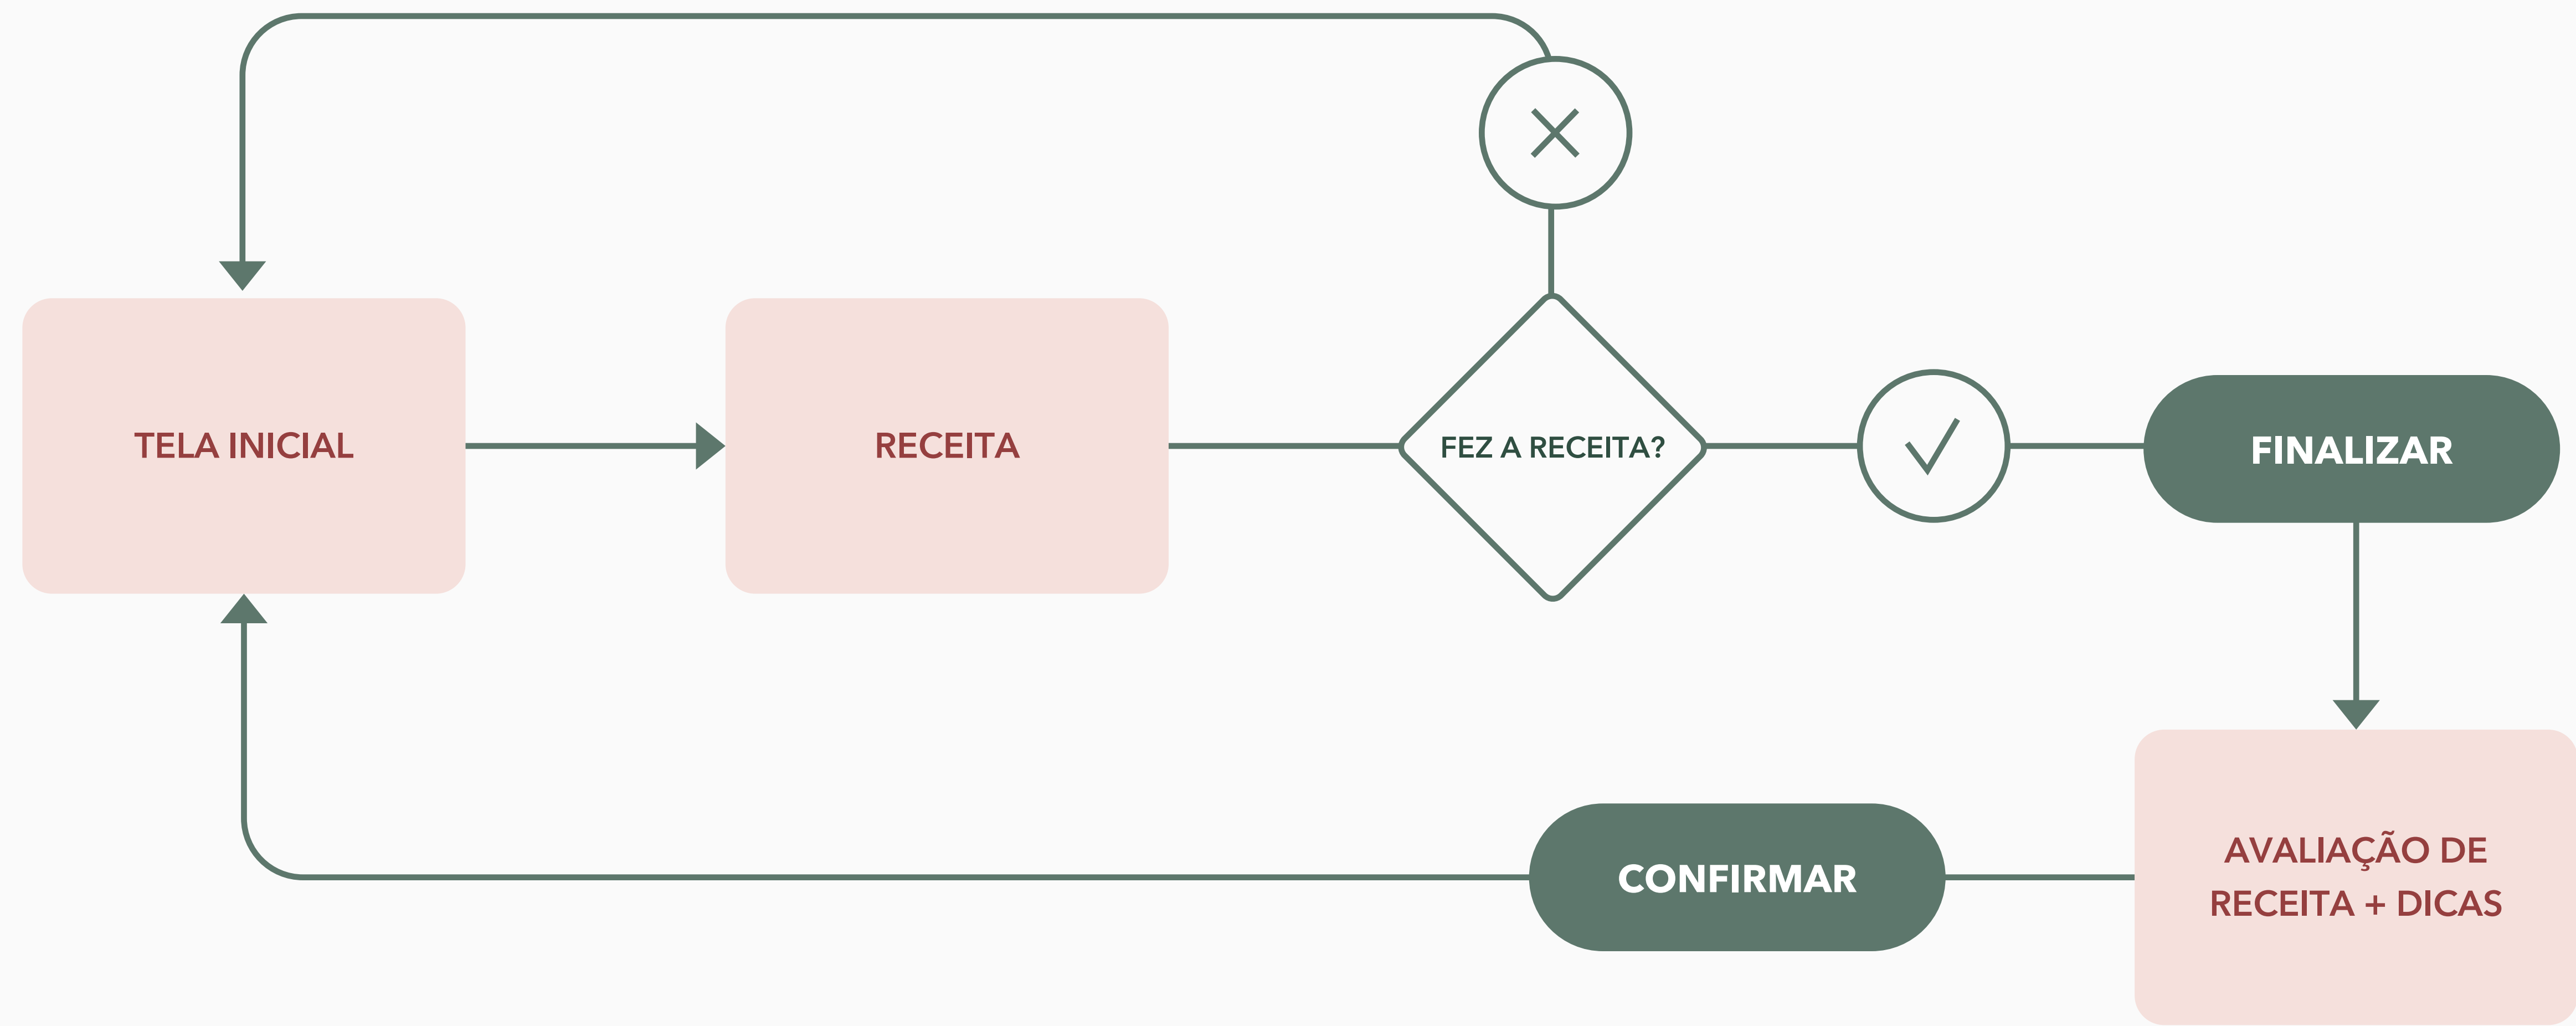 TELA INICIAL
RECEITA
FEZ A RECEITA?
FINALIZAR
AVALIAÇÃO DE
RECEITA + DICAS
CONFIRMAR